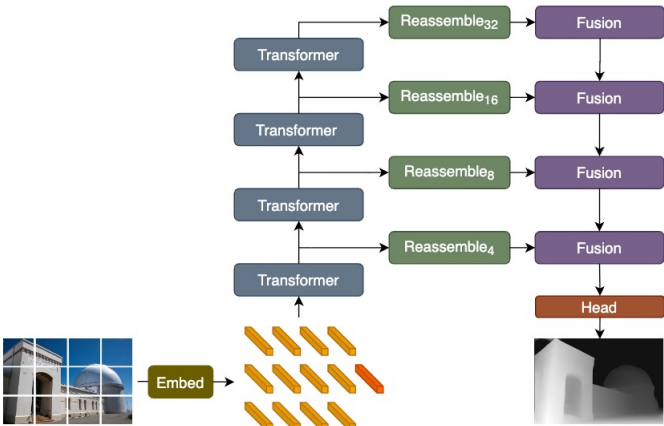 Reassemble32
Fusion
Transformer
Reassemble16
Fusion
Transformer
Reassemble8
Fusion
Transformer
Reassemble4
Fusion
Transformer
Head
Embed